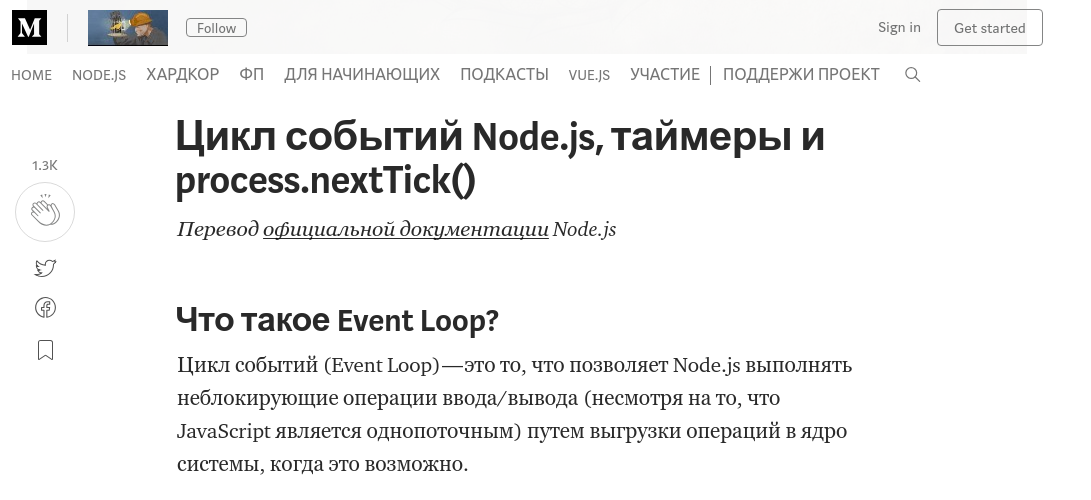 M
Follow
Sign in
Get started
HOME NODE.JS ХАРДКОР ФП ДЛЯ НАЧИНАЮЩИХ ПОДКАСТЫ VUE.JS УЧАСТИЕ ПОДДЕРЖИ ПРОЕКТ
Цикл событий Node.js, таймеры и
process.nextTick()
1.3K
Перевод официальной документации Node.js
Что такое Event Loop?
Цикл событий (Event Loop) — это то, что позволяет Node.js выполнять
неблокирующие операции ввода/вывода (несмотря на то, что
JavaScript является однопоточным) путем выгрузки операций в ядро
системы, когда это возможно.